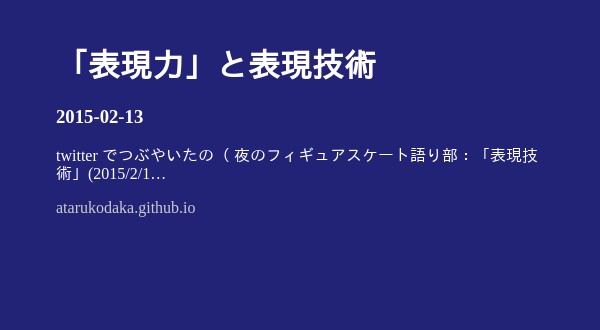 「表現力」と表現技術
2015-02-13
twitter でつぶやいたの（ 夜のフィギュアスケート語り部：「表現技
術」(2015/2/1…
atarukodaka.github.io